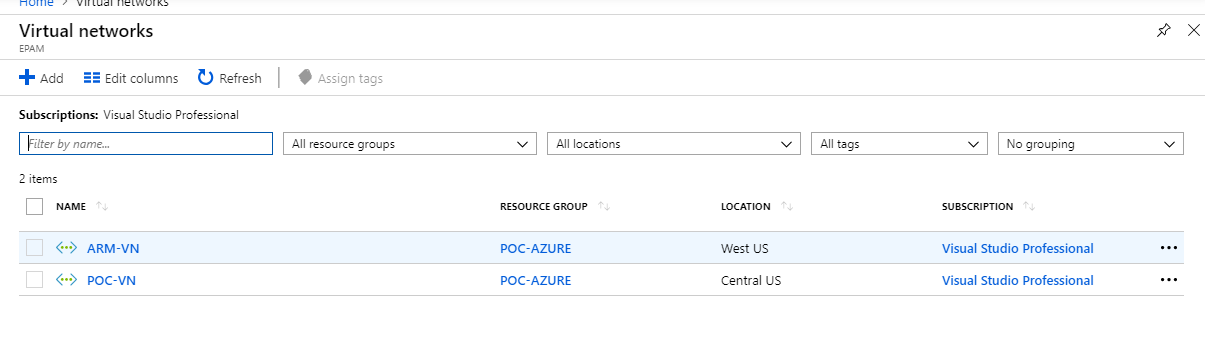 Home > Virtual networks
Virtual networks
EPAM
Add Edit columns Refresh Assign tags
Subscriptions: Visual Studio Professional
Filter by name... All resource groups All locations All tags No grouping
2 items
NAME RESOURCE GROUP LOCATION SUBSCRIPTION
ARM-VN POC-AZURE West US Visual Studio Professional
POC-VN POC-AZURE Central US Visual Studio Professional